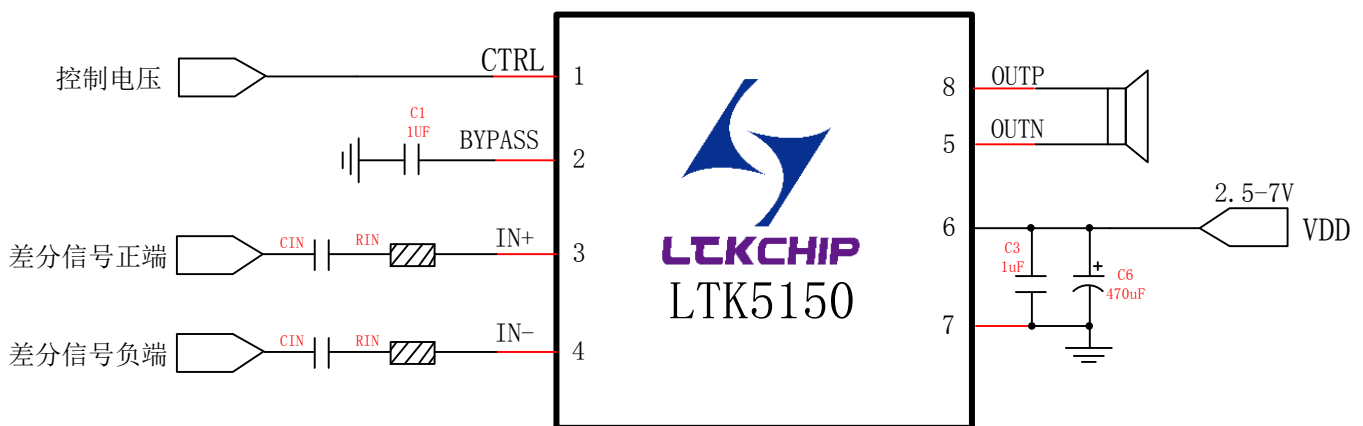 控制电压
CTRL
1
C1
1UF
BYPASS
2
差分信号正端
CIN
RIN
IN+
3
差分信号负端
CIN
RIN
IN-
4
LTKCHIP
LTK5150
8
OUTP
5
OUTN
6
2.5-7V
VDD
C3
1uF
+
C6
470uF
7